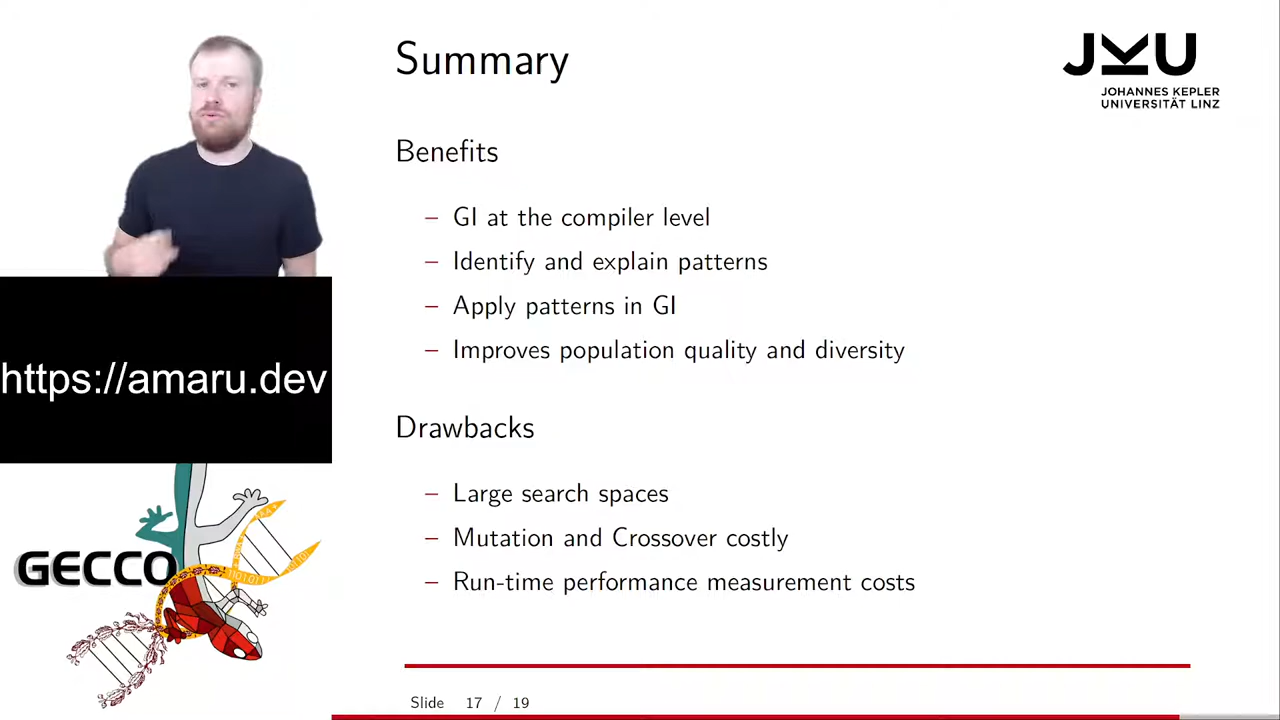 Summary
JKU
JOHANNES KEPLER
UNIVERSITÄT LINZ
Benefits
– GI at the compiler level
– Identify and explain patterns
– Apply patterns in GI
– Improves population quality and diversity
https://amaru.dev
Drawbacks
– Large search spaces
– Mutation and Crossover costly
– Run-time performance measurement costs
GECCO
Slide 17 / 19